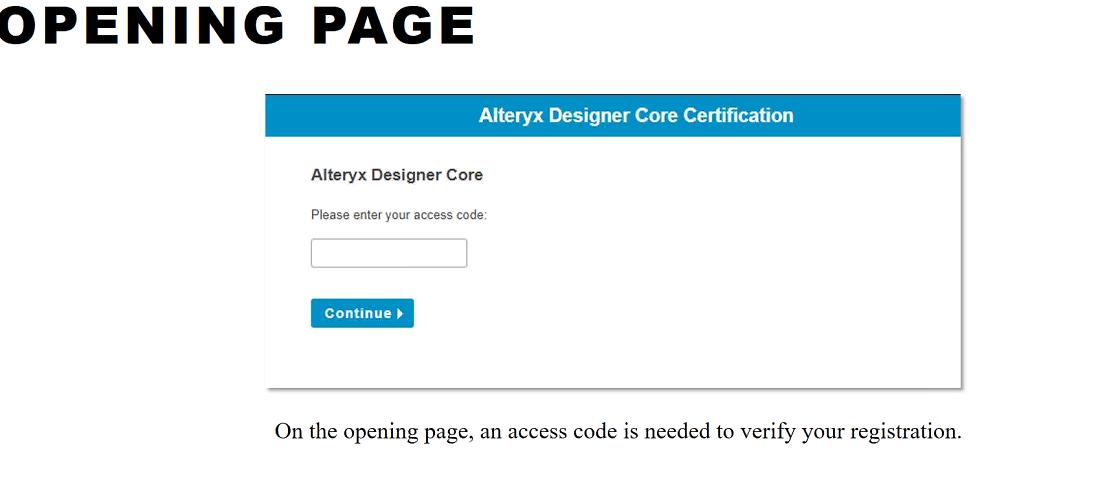 OPENING PAGE
Alteryx Designer Core Certification
Alteryx Designer Core
Please enter your access code:
Continue
On the opening page, an access code is needed to verify your registration.